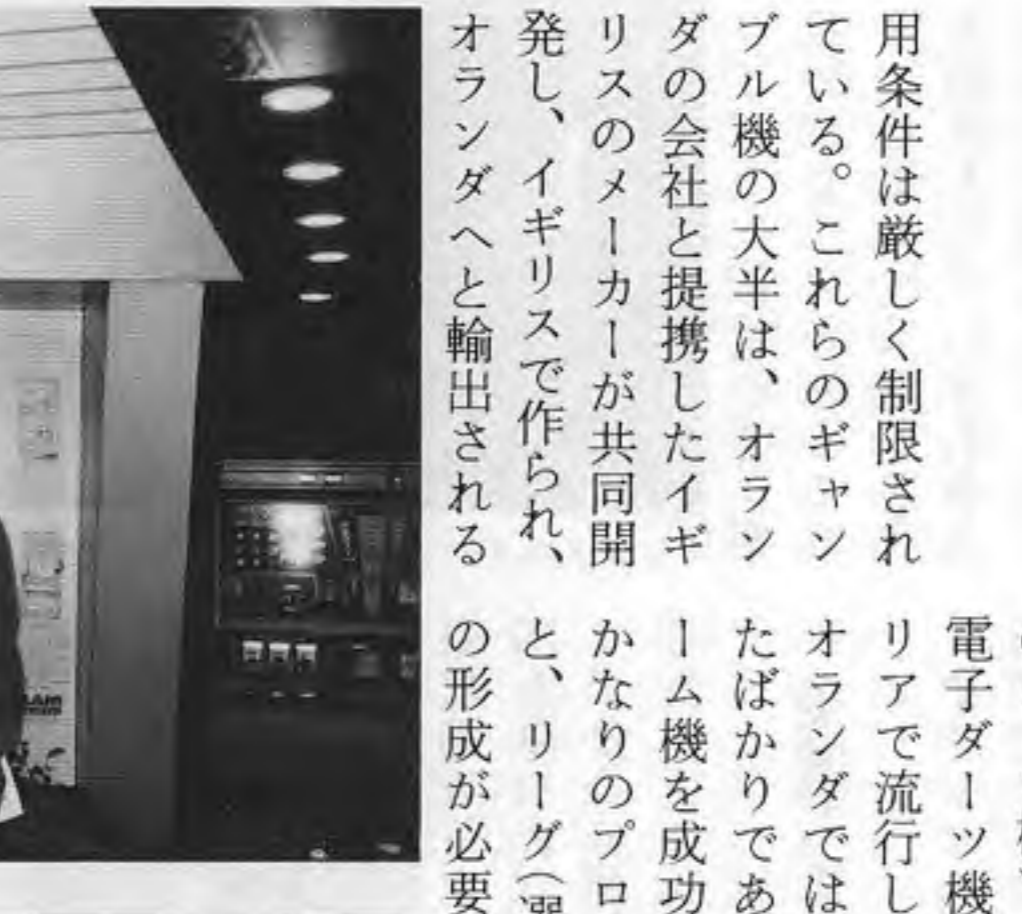 用条件は厳しく制限され
ている。これらのギャン
ブル機の大半は、オラン
ダの会社と提携したイギ
リスのメーカーが共同開
発し、イギリスで作られ、
オランダへと輸出される
電子ダーツ機
リアで流行し
オランダでは
たばかりであ
ーム機を成功
かなりのプロ
と、リーグ(選
の形成が必要